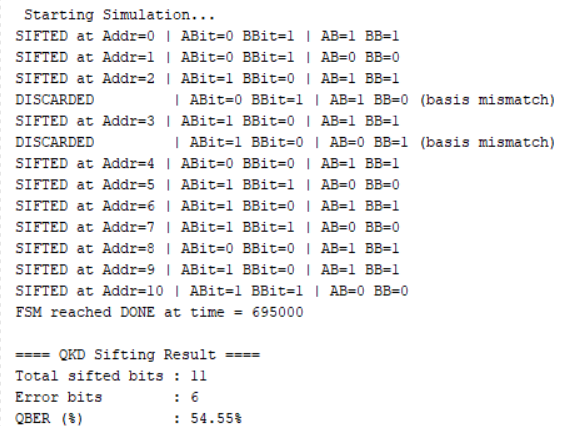 Starting Simulation...
SIFTED at Addr=0 | ABit=0 BBit=1 | AB=1 BB=1
SIFTED at Addr=1 | ABit=0 BBit=1 | AB=0 BB=0
SIFTED at Addr=2 | ABit=1 BBit=0 | AB=1 BB=1
DISCARDED | ABit=0 BBit=1 | AB=1 BB=0 (basis mismatch)
SIFTED at Addr=3 | ABit=1 BBit=0 | AB=1 BB=1
DISCARDED | ABit=1 BBit=0 | AB=0 BB=1 (basis mismatch)
SIFTED at Addr=4 | ABit=0 BBit=0 | AB=1 BB=1
SIFTED at Addr=5 | ABit=1 BBit=1 | AB=0 BB=0
SIFTED at Addr=6 | ABit=1 BBit=0 | AB=1 BB=1
SIFTED at Addr=7 | ABit=1 BBit=1 | AB=0 BB=0
SIFTED at Addr=8 | ABit=0 BBit=0 | AB=1 BB=1
SIFTED at Addr=9 | ABit=1 BBit=0 | AB=1 BB=1
SIFTED at Addr=10 | ABit=1 BBit=1 | AB=0 BB=0
FSM reached DONE at time = 695000
==== QKD Sifting Result ====
Total sifted bits : 11
Error bits : 6
QBER (%) : 54.55%